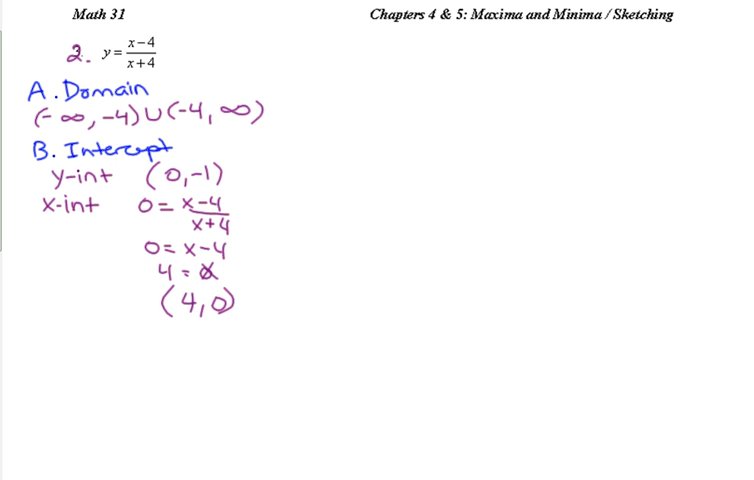 Math 31
Chapters 4 & 5: Maxima and Minima / Sketching
2. y = (x-4)/(x+4)
A. Domain
(-∞, -4) ∪ (-4, ∞)
B. Intercept
y-int (0, -1)
x-int 0 = (x-4)/(x+4)
0 = x-4
4 = x
(4, 0)